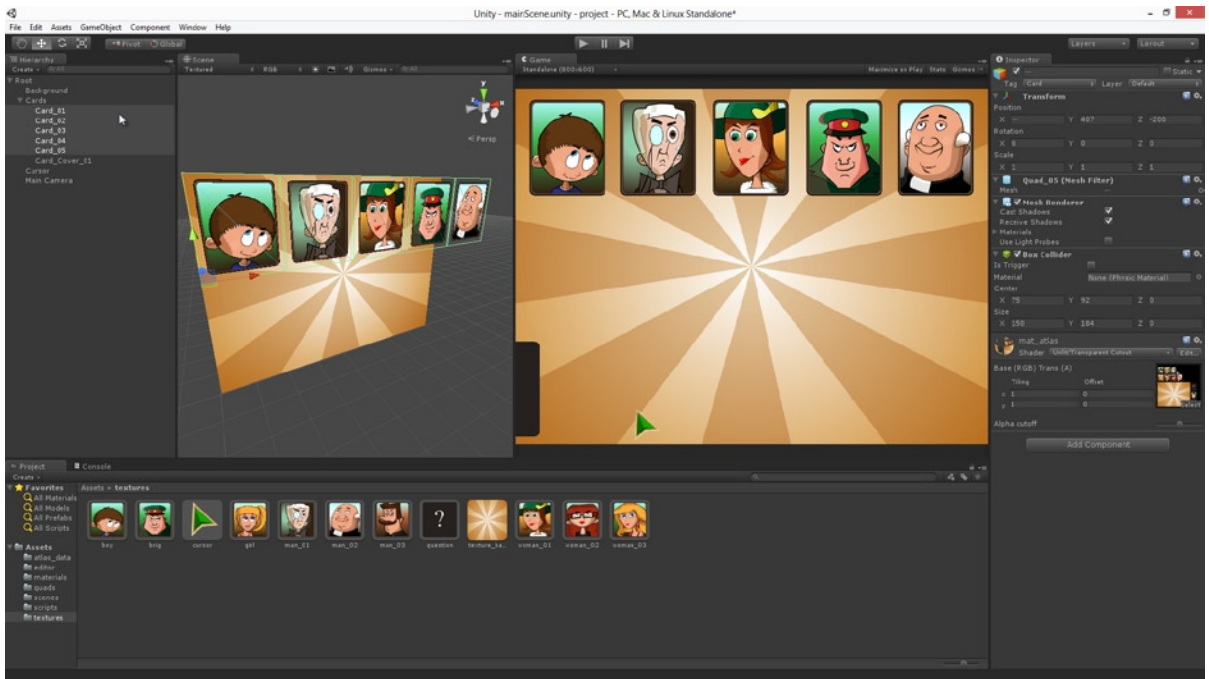 Unity - mainScene.unity - project - PC, Mac & Linux Standalone*
File Edit Assets GameObject Component Window Help
Pivot Global Layers Layout
Hierarchy
Create
Root
Background
Cards
Card_01
Card_02
Card_03
Card_04
Card_05
Card_Cover_01
Cursor
Main Camera
Scene
Textured RGB Gizmos
y
x
Persp
Game
Standalone (800x600) Maximize on Play Stats Gizmos
Inspector
Static
Tag Card Layer Default
Transform
Position
X Y 407 Z -200
Rotation
X 0 Y 0 Z 0
Scale
X 1 Y 1 Z 1
Quad_05 (Mesh Filter)
Mesh
Mesh Renderer
Cast Shadows
Receive Shadows
Materials
Use Light Probes
Box Collider
Is Trigger
Material None (Physic Material)
Center
X 75 Y 92 Z 0
Size
X 150 Y 184 Z 0
mat_atlas
Shader Unlit/Transparent Cutout Edit...
Base (RGB) Trans (A)
Tiling Offset
x 1 0
y 1 0
Select
Alpha cutoff
Add Component
Project Console
Create
Favorites
All Materials
All Models
All Prefabs
All Scripts
Assets
atlas_data
editor
materials
quads
scenes
scripts
textures
Assets > textures
?
boy brig cursor girl man_01 man_02 man_03 question texture_ba... woman_01 woman_02 woman_03